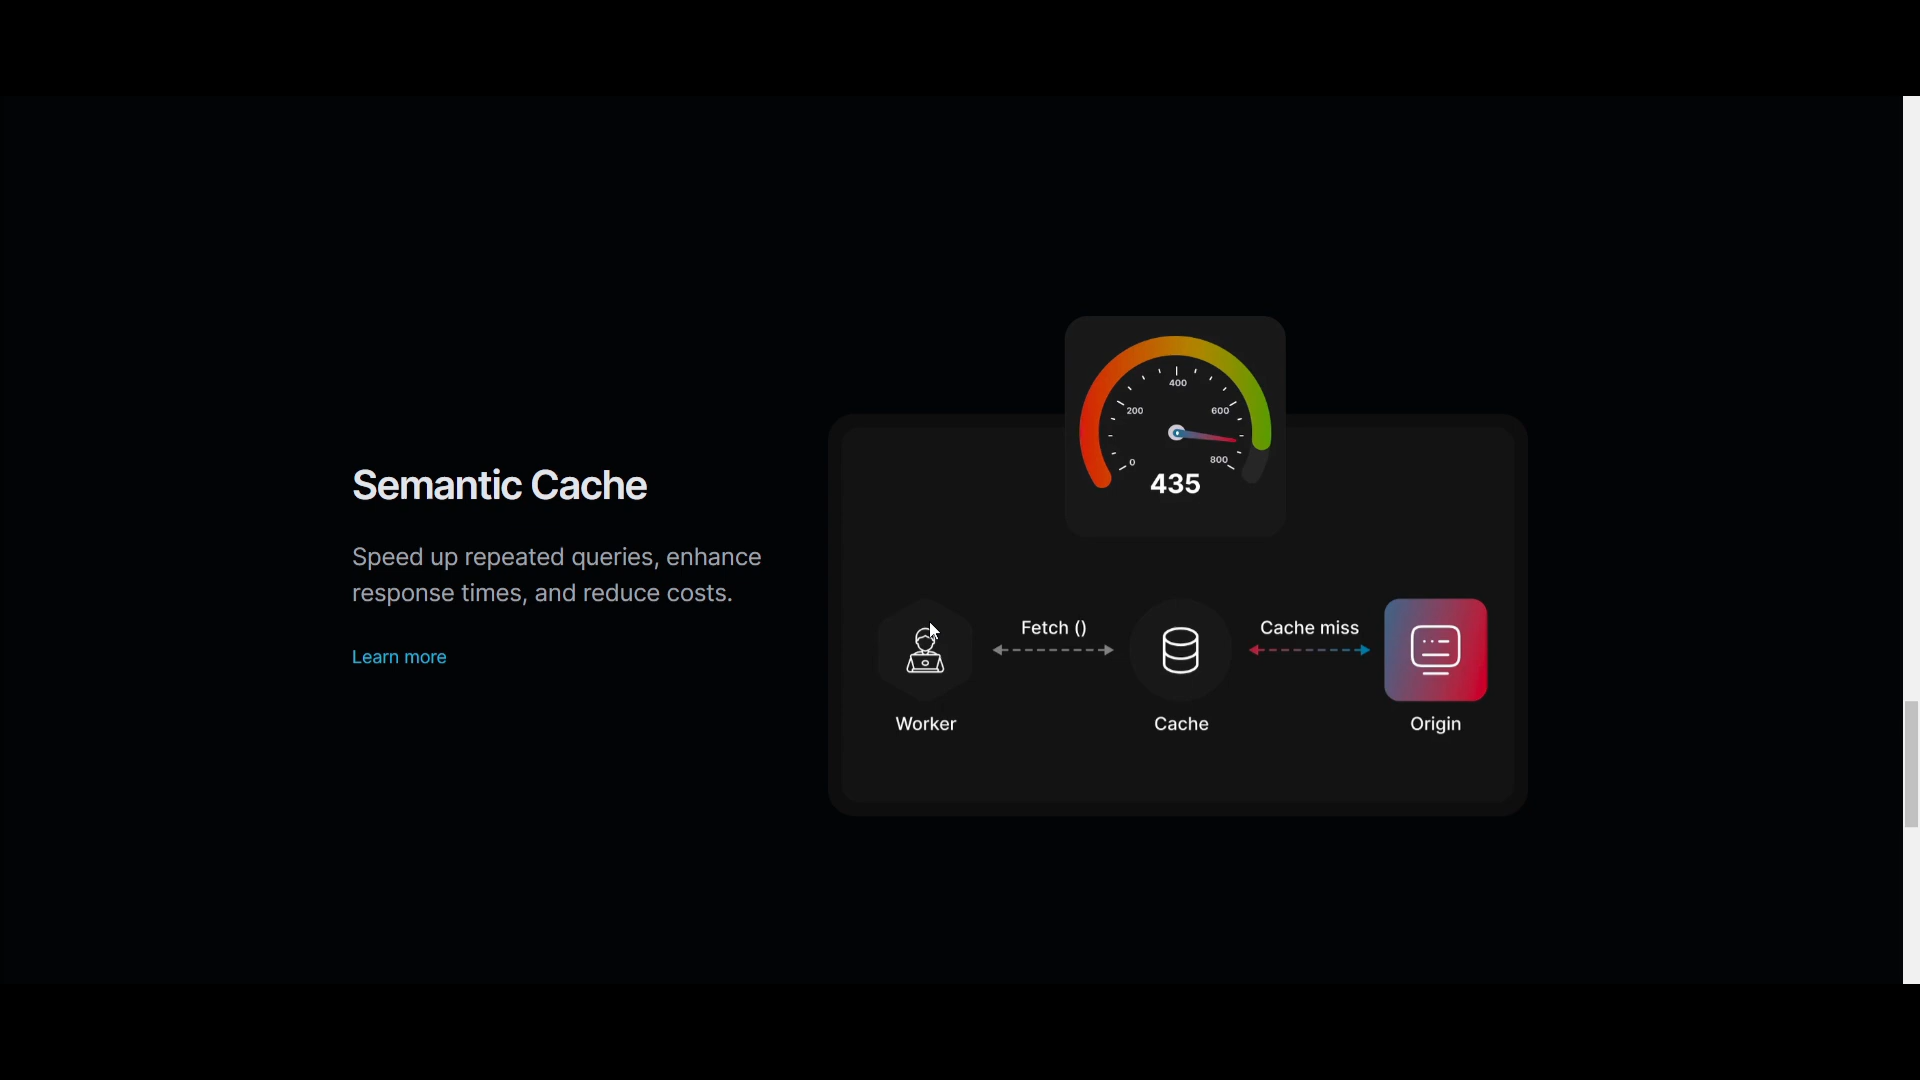 Semantic Cache
Speed up repeated queries, enhance
response times, and reduce costs.
Learn more
0
200
400
600
800
435
Fetch ()
Cache miss
Worker
Cache
Origin